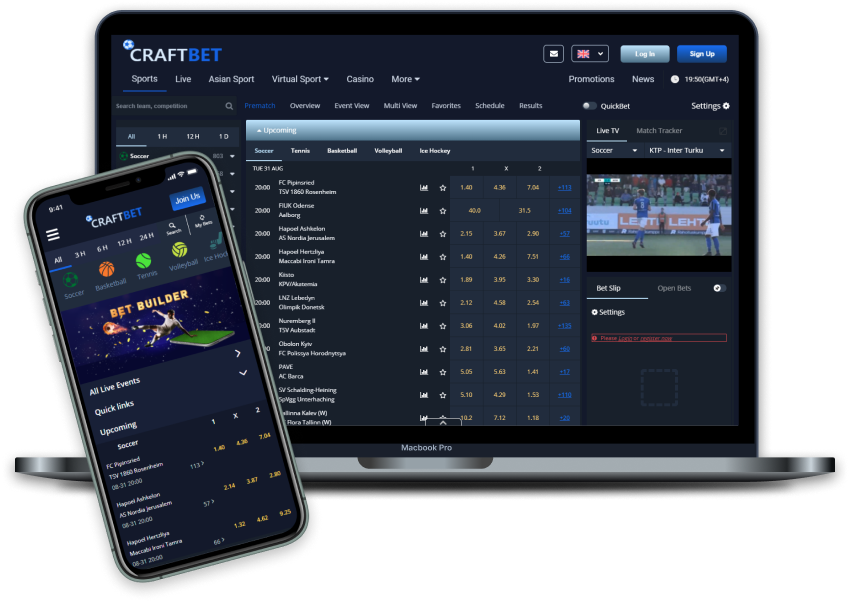 CRAFTBET
Log In
Sign Up
Sports Live Asian Sport Virtual Sport Casino More
Promotions News 19:50(GMT+4)
Search team, competition
Prematch Overview Event View Multi View Favorites Schedule Results
QuickBet
Settings
All 1 H 12 H 1 D
Soccer 803
Upcoming
Soccer Tennis Basketball Volleyball Ice Hockey
TUE 31 AUG 1 X 2
20:00 FC Pipinsried
TSV 1860 Rosenheim 1.40 4.36 7.04 +113
20:00 FIUK Odense
Aalborg 40.0 31.5 +104
20:00 Hapoel Ashkelon
AS Nordia Jerusalem 2.15 3.67 2.90 +57
20:00 Hapoel Hertzliya
Maccabi Ironi Tamra 1.40 4.26 7.51 +66
20:00 Kiisto
KPV/Akatemia 1.89 3.95 3.30 +16
20:00 LNZ Lebedyn
Olimpik Donetsk 2.12 4.58 2.54 +63
Nuremberg II
TSV Aubstadt 3.06 4.02 1.97 +135
Obolon Kyiv
FC Polissya Horodnytsya 2.81 3.65 2.21 +60
PAVE
AC Barca 5.05 5.63 1.41 +17
SV Schalding-Heining
SpVgg Unterhaching 5.10 4.29 1.53 +110
Tallinna Kalev (W)
Flora Tallinn (W) 10.2 7.12 1.18 +20
Live TV Match Tracker
Soccer KTP - Inter Turku
LEHT
Bet Slip Open Bets
Settings
Please Login or register now
Macbook Pro
9:41
CRAFTBET
Join Us
All 3 H 6 H 12 H 24 H
Search
My Bets
Soccer Basketball Tennis Volleyball Ice Hoc
BET BUILDER
All Live Events
Quick links
Upcoming
Soccer 1 X 2
FC Pipinsried
TSV 1860 Rosenheim 113 1.40 4.36 7.04
08-31 20:00
Hapoel Ashkelon
AS Nordia Jerusalem 57 2.14 3.87 2.80
08-31 20:00
Hapoel Hertzliya
Maccabi Ironi Tamra 66 1.32 4.62 9.25
08-31 20:00